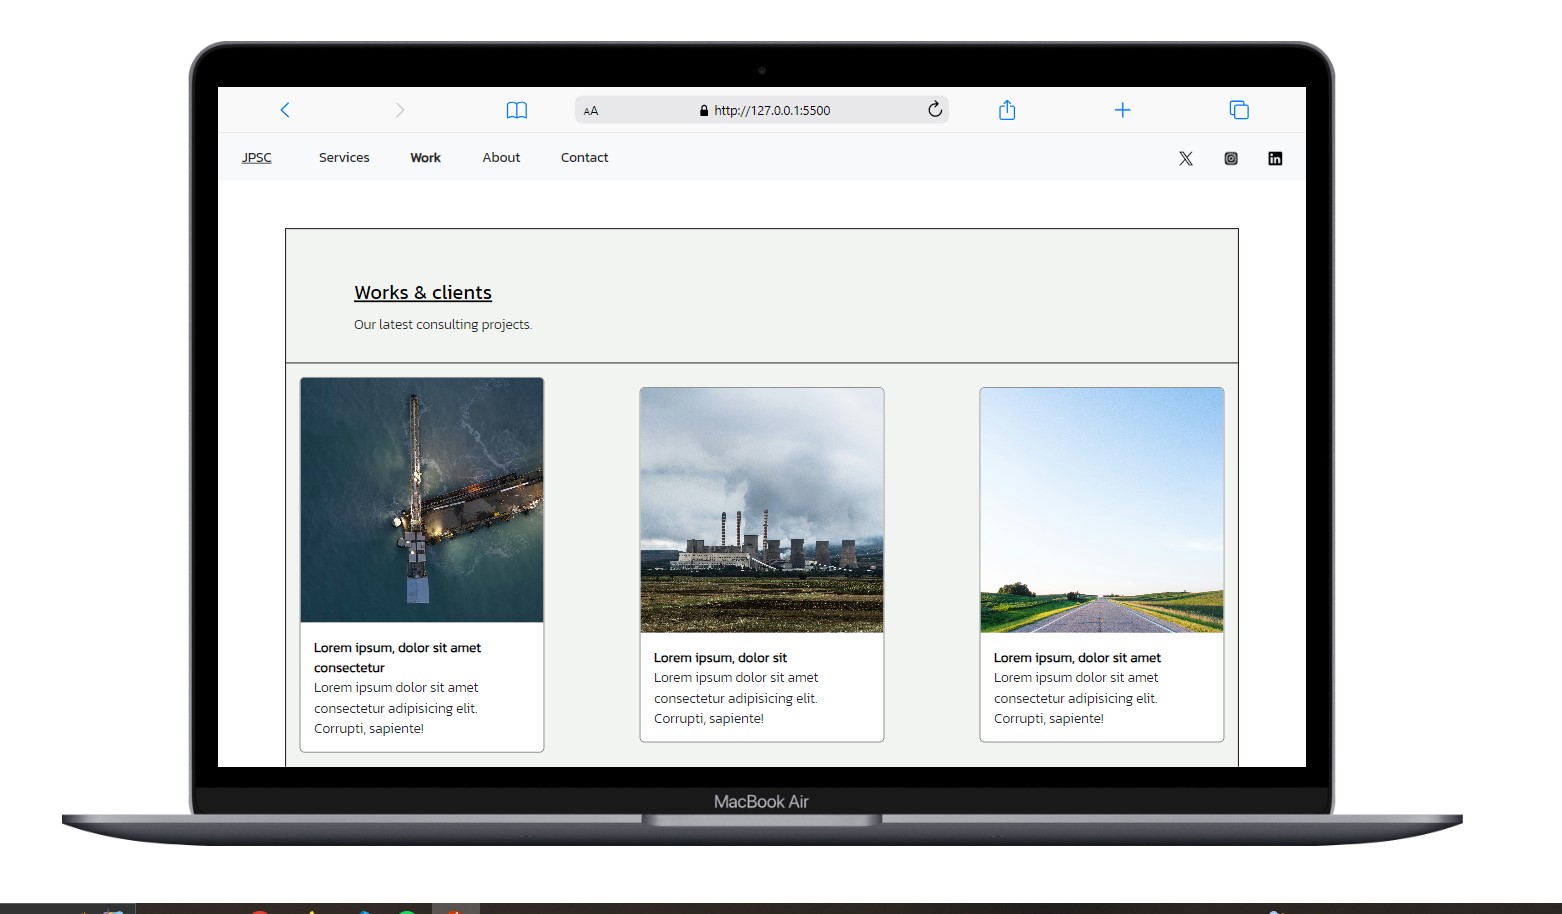 AA http://127.0.0.1:5500
JPSC Services Work About Contact
Works & clients
Our latest consulting projects.
Lorem ipsum, dolor sit amet
consectetur
Lorem ipsum dolor sit amet
consectetur adipisicing elit.
Corrupti, sapiente!
Lorem ipsum, dolor sit
Lorem ipsum dolor sit amet
consectetur adipisicing elit.
Corrupti, sapiente!
Lorem ipsum, dolor sit amet
Lorem ipsum dolor sit amet
consectetur adipisicing elit.
Corrupti, sapiente!
MacBook Air